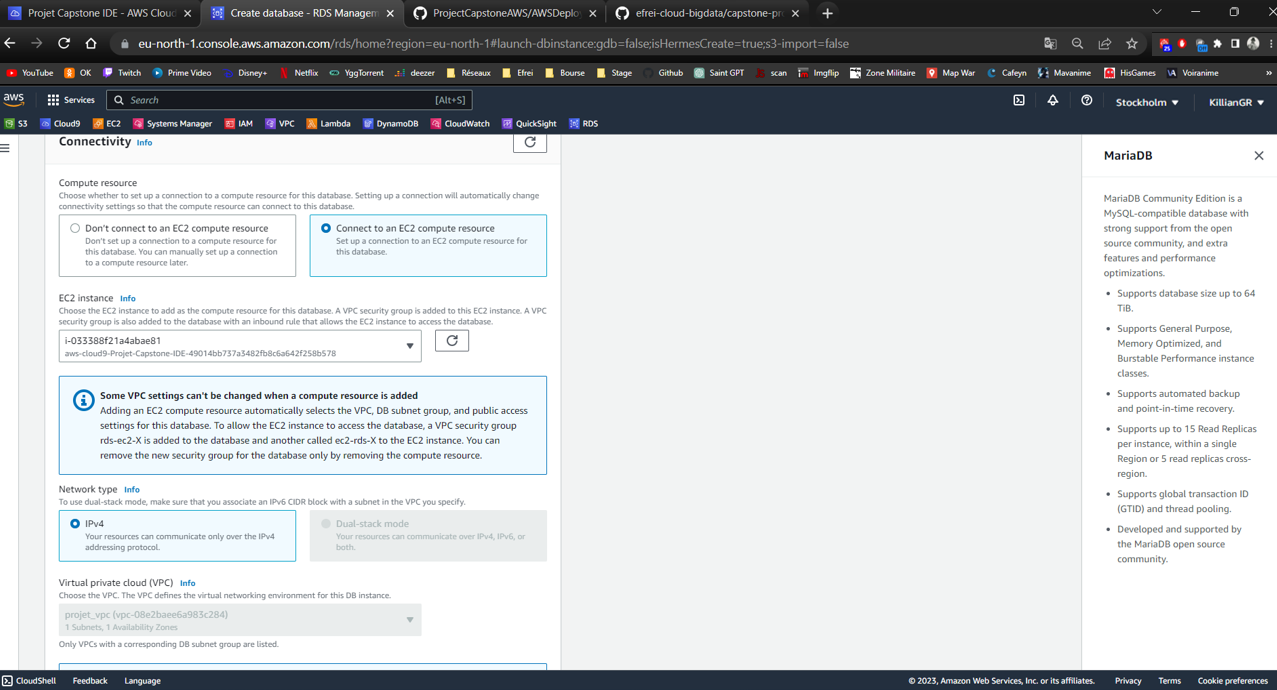 Projet Capstone IDE - AWS Cloud
Create database - RDS Managem
ProjectCapstoneAWS/AWSDeploy
efrei-cloud-bigdata/capstone-pro
eu-north-1.console.aws.amazon.com/rds/home?region=eu-north-1#launch-dbinstance:gdb=false;isHermesCreate=true;s3-import=false
YouTube
OK
Twitch
Prime Video
Disney+
Netflix
YggTorrent
deezer
Réseaux
Efrei
Bourse
Stage
Github
Saint GPT
scan
Imgflip
Zone Militaire
Map War
Cafeyn
Mavanime
HisGames
Voiranime
»
aws
Services
Search
[Alt+S]
Stockholm
KillianGR
S3
Cloud9
EC2
Systems Manager
IAM
VPC
Lambda
DynamoDB
CloudWatch
QuickSight
RDS
Connectivity Info
Compute resource
Choose whether to set up a connection to a compute resource for this database. Setting up a connection will automatically change
connectivity settings so that the compute resource can connect to this database.
Don't connect to an EC2 compute resource
Don't set up a connection to a compute resource for
this database. You can manually set up a connection
to a compute resource later.
Connect to an EC2 compute resource
Set up a connection to an EC2 compute resource for
this database.
EC2 instance Info
Choose the EC2 instance to add as the compute resource for this database. A VPC security group is added to this EC2 instance. A VPC
security group is also added to the database with an inbound rule that allows the EC2 instance to access the database.
i-033388f21a4abae81
aws-cloud9-Projet-Capstone-IDE-49014bb737a3482fb8c6a642f258b578
Some VPC settings can't be changed when a compute resource is added
Adding an EC2 compute resource automatically selects the VPC, DB subnet group, and public access
settings for this database. To allow the EC2 instance to access the database, a VPC security group
rds-ec2-X is added to the database and another called ec2-rds-X to the EC2 instance. You can
remove the new security group for the database only by removing the compute resource.
Network type Info
To use dual-stack mode, make sure that you associate an IPv6 CIDR block with a subnet in the VPC you specify.
IPv4
Your resources can communicate only over the IPv4
addressing protocol.
Dual-stack mode
Your resources can communicate over IPv4, IPv6, or
both.
Virtual private cloud (VPC) Info
Choose the VPC. The VPC defines the virtual networking environment for this DB instance.
projet_vpc (vpc-08e2baee6a983c284)
1 Subnets, 1 Availability Zones
Only VPCs with a corresponding DB subnet group are listed.
MariaDB
MariaDB Community Edition is a
MySQL-compatible database with
strong support from the open
source community, and extra
features and performance
optimizations.
• Supports database size up to 64
TiB.
• Supports General Purpose,
Memory Optimized, and
Burstable Performance instance
classes.
• Supports automated backup
and point-in-time recovery.
• Supports up to 15 Read Replicas
per instance, within a single
Region or 5 read replicas cross-
region.
• Supports global transaction ID
(GTID) and thread pooling.
• Developed and supported by
the MariaDB open source
community.
CloudShell
Feedback
Language
© 2023, Amazon Web Services, Inc. or its affiliates.
Privacy
Terms
Cookie preferences